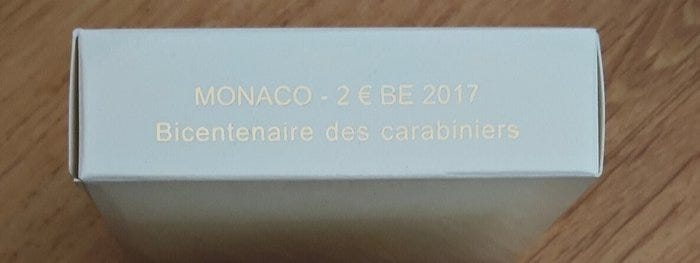 MONACO - 2 € BE 2017
Bicentenaire des carabiniers